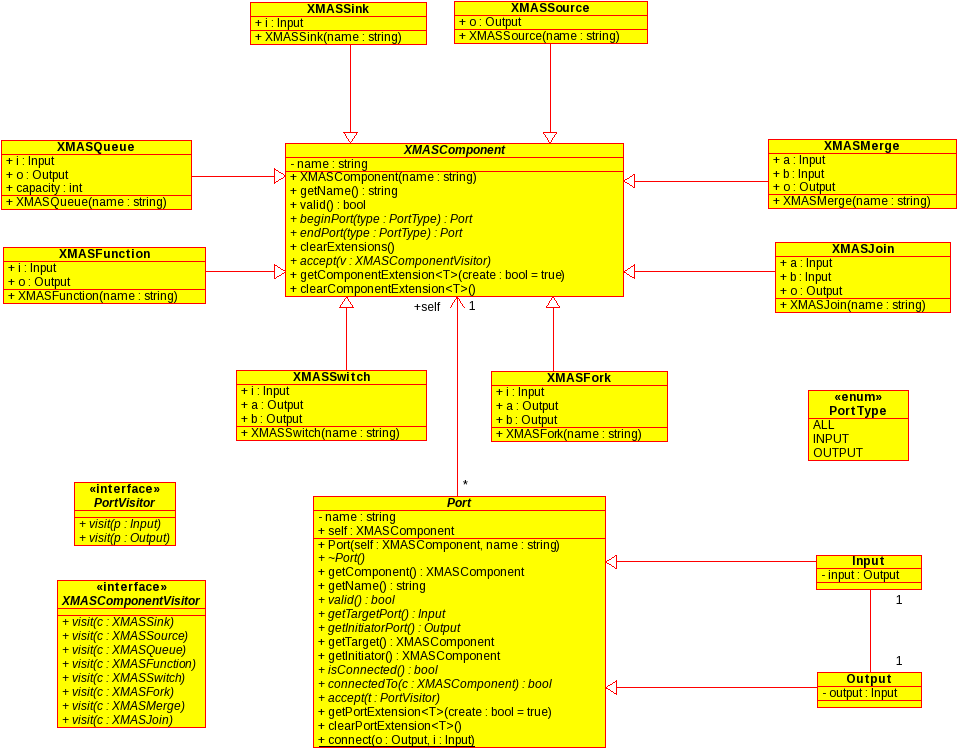 XMASSink
+ i : Input
+ XMASSink(name : string)
XMASSource
+ o : Output
+ XMASSource(name : string)
XMASQueue
+ i : Input
+ o : Output
+ capacity : int
+ XMASQueue(name : string)
XMASComponent
- name : string
+ XMASComponent(name : string)
+ getName() : string
+ valid() : bool
+ beginPort(type : PortType) : Port
+ endPort(type : PortType) : Port
+ clearExtensions()
+ accept(v : XMASComponentVisitor)
+ getComponentExtension<T>(create : bool = true)
+ clearComponentExtension<T>()
XMASMerge
+ a : Input
+ b : Input
+ o : Output
+ XMASMerge(name : string)
XMASFunction
+ i : Input
+ o : Output
+ XMASFunction(name : string)
XMASJoin
+ a : Input
+ b : Input
+ o : Output
+ XMASJoin(name : string)
+self
1
XMASSwitch
+ i : Input
+ a : Output
+ b : Output
+ XMASSwitch(name : string)
XMASFork
+ i : Input
+ a : Output
+ b : Output
+ XMASFork(name : string)
«enum»
PortType
ALL
INPUT
OUTPUT
*
«interface»
PortVisitor
+ visit(p : Input)
+ visit(p : Output)
«interface»
XMASComponentVisitor
+ visit(c : XMASSink)
+ visit(c : XMASSource)
+ visit(c : XMASQueue)
+ visit(c : XMASFunction)
+ visit(c : XMASSwitch)
+ visit(c : XMASFork)
+ visit(c : XMASMerge)
+ visit(c : XMASJoin)
Port
- name : string
+ self : XMASComponent
+ Port(self : XMASComponent, name : string)
+ ~Port()
+ getComponent() : XMASComponent
+ getName() : string
+ valid() : bool
+ getTargetPort() : Input
+ getInitiatorPort() : Output
+ getTarget() : XMASComponent
+ getInitiator() : XMASComponent
+ isConnected() : bool
+ connectedTo(c : XMASComponent) : bool
+ accept(t : PortVisitor)
+ getPortExtension<T>(create : bool = true)
+ clearPortExtension<T>()
+ connect(o : Output, i : Input)
Input
- input : Output
1
1
Output
- output : Input